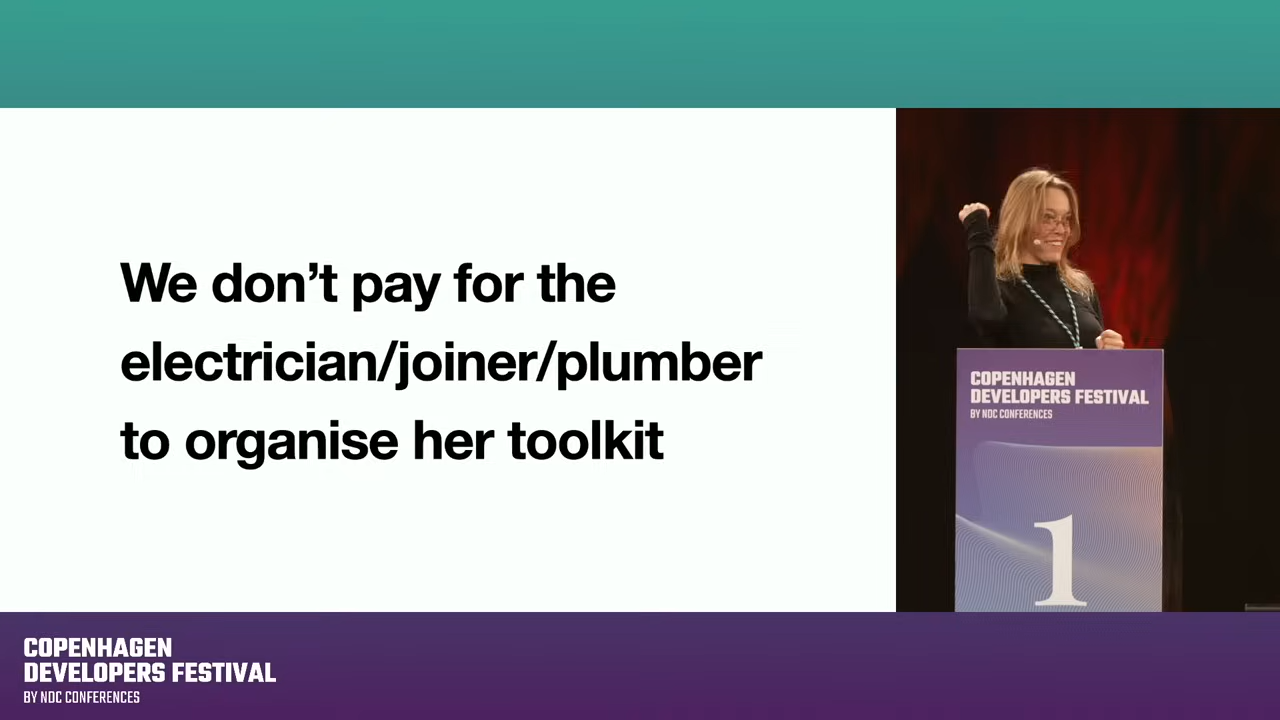 We don’t pay for the
electrician/joiner/plumber
to organise her toolkit
COPENHAGEN
DEVELOPERS FESTIVAL
BY NDC CONFERENCES
1
COPENHAGEN
DEVELOPERS FESTIVAL
BY NDC CONFERENCES